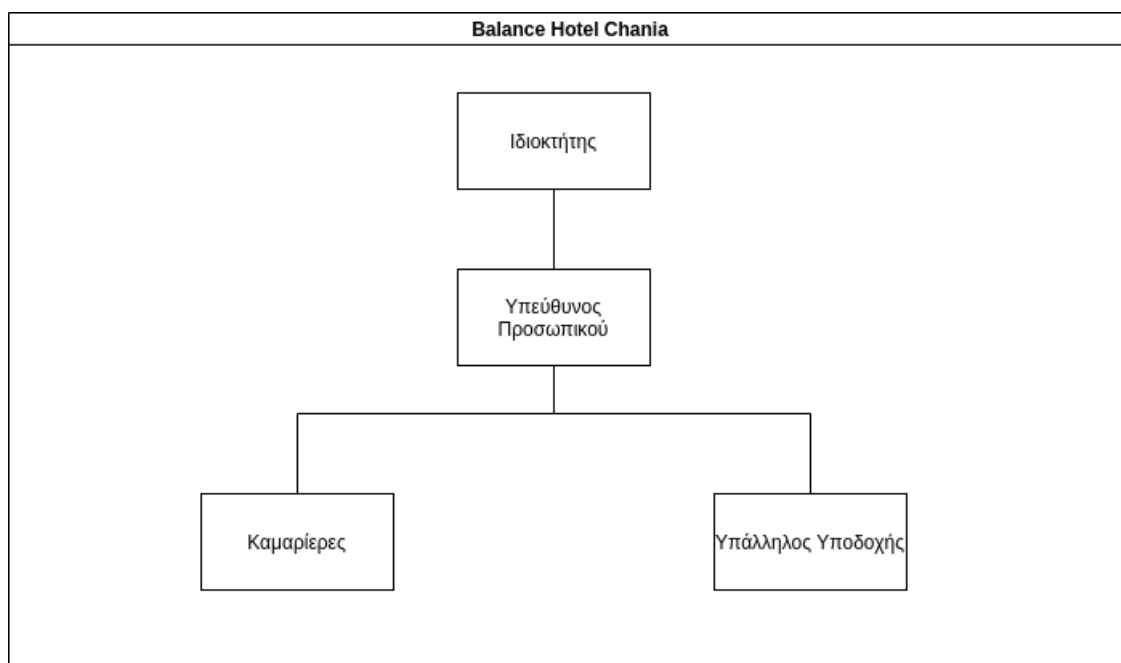 Balance Hotel Chania
Ιδιοκτήτης
Υπεύθυνος
Προσωπικού
Καμαρίερες
Υπάλληλος Υποδοχής